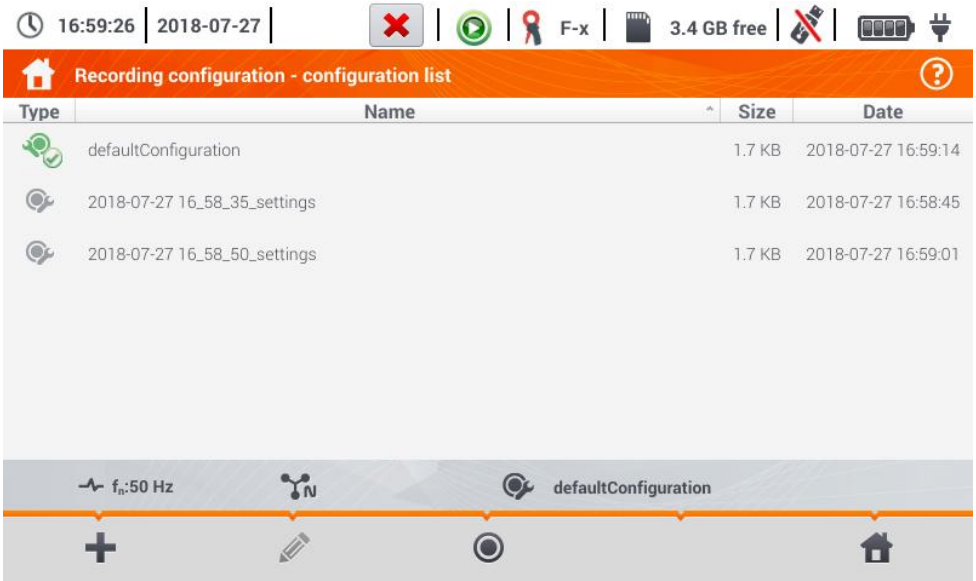 16:59:26 2018-07-27 F-x 3.4 GB free
Recording configuration - configuration list ?
Type Name Size Date
defaultConfiguration 1.7 KB 2018-07-27 16:59:14
2018-07-27 16_58_35_settings 1.7 KB 2018-07-27 16:58:45
2018-07-27 16_58_50_settings 1.7 KB 2018-07-27 16:59:01
fn:50 Hz N defaultConfiguration